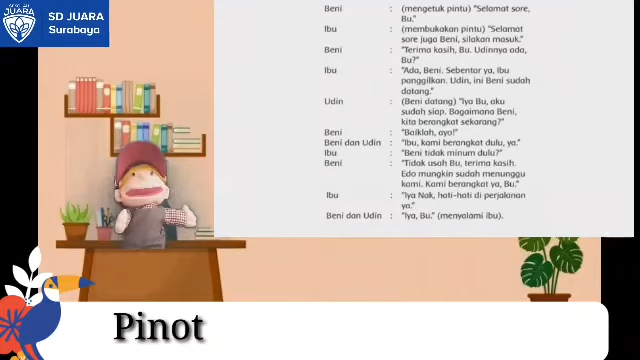 SEKOLAH
JUARA
SD JUARA
Surabaya
Beni : (mengetuk pintu) "Selamat sore,
Bu."
Ibu : (membukakan pintu) "Selamat
sore juga Beni, silakan masuk."
Beni : "Terima kasih, Bu. Udinnya ada,
Bu?"
Ibu : "Ada, Beni. Sebentar ya, Ibu
panggilkan. Udin, ini Beni sudah
datang."
Udin : (Beni datang) "Iya Bu, aku
sudah siap. Bagaimana Beni,
kita berangkat sekarang?"
Beni : "Baiklah, ayo!"
Beni dan Udin : "Ibu, kami berangkat dulu, ya."
Ibu : "Beni tidak minum dulu?"
Beni : "Tidak usah Bu, terima kasih.
Edo mungkin sudah menunggu
kami. Kami berangkat ya, Bu."
Ibu : "Iya Nak, hati-hati di perjalanan
ya."
Beni dan Udin : "Iya, Bu." (menyalami ibu).
Pinot